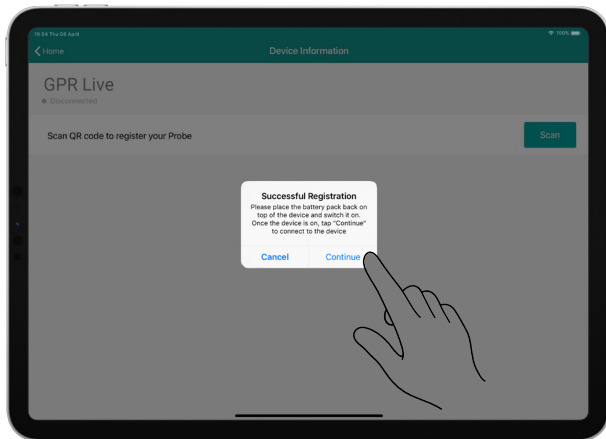 19:54 Thu 05 April
100%
Home
Device Information
GPR Live
Disconnected
Scan QR code to register your Probe
Scan
Successful Registration
Please place the battery pack back on
top of the device and switch it on.
Once the device is on, tap "Continue"
to connect to the device
Cancel
Continue